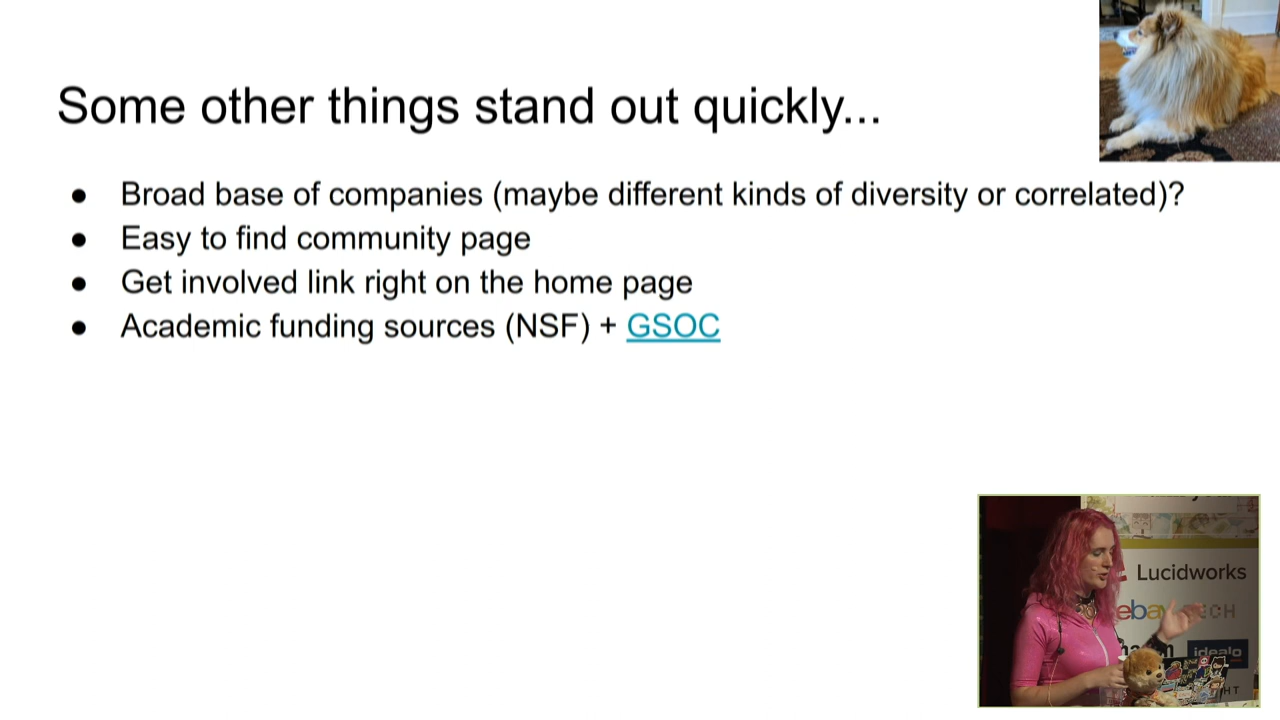 Some other things stand out quickly...
● Broad base of companies (maybe different kinds of diversity or correlated)?
● Easy to find community page
● Get involved link right on the home page
● Academic funding sources (NSF) + GSOC
Lucidworks
ebay
idealo